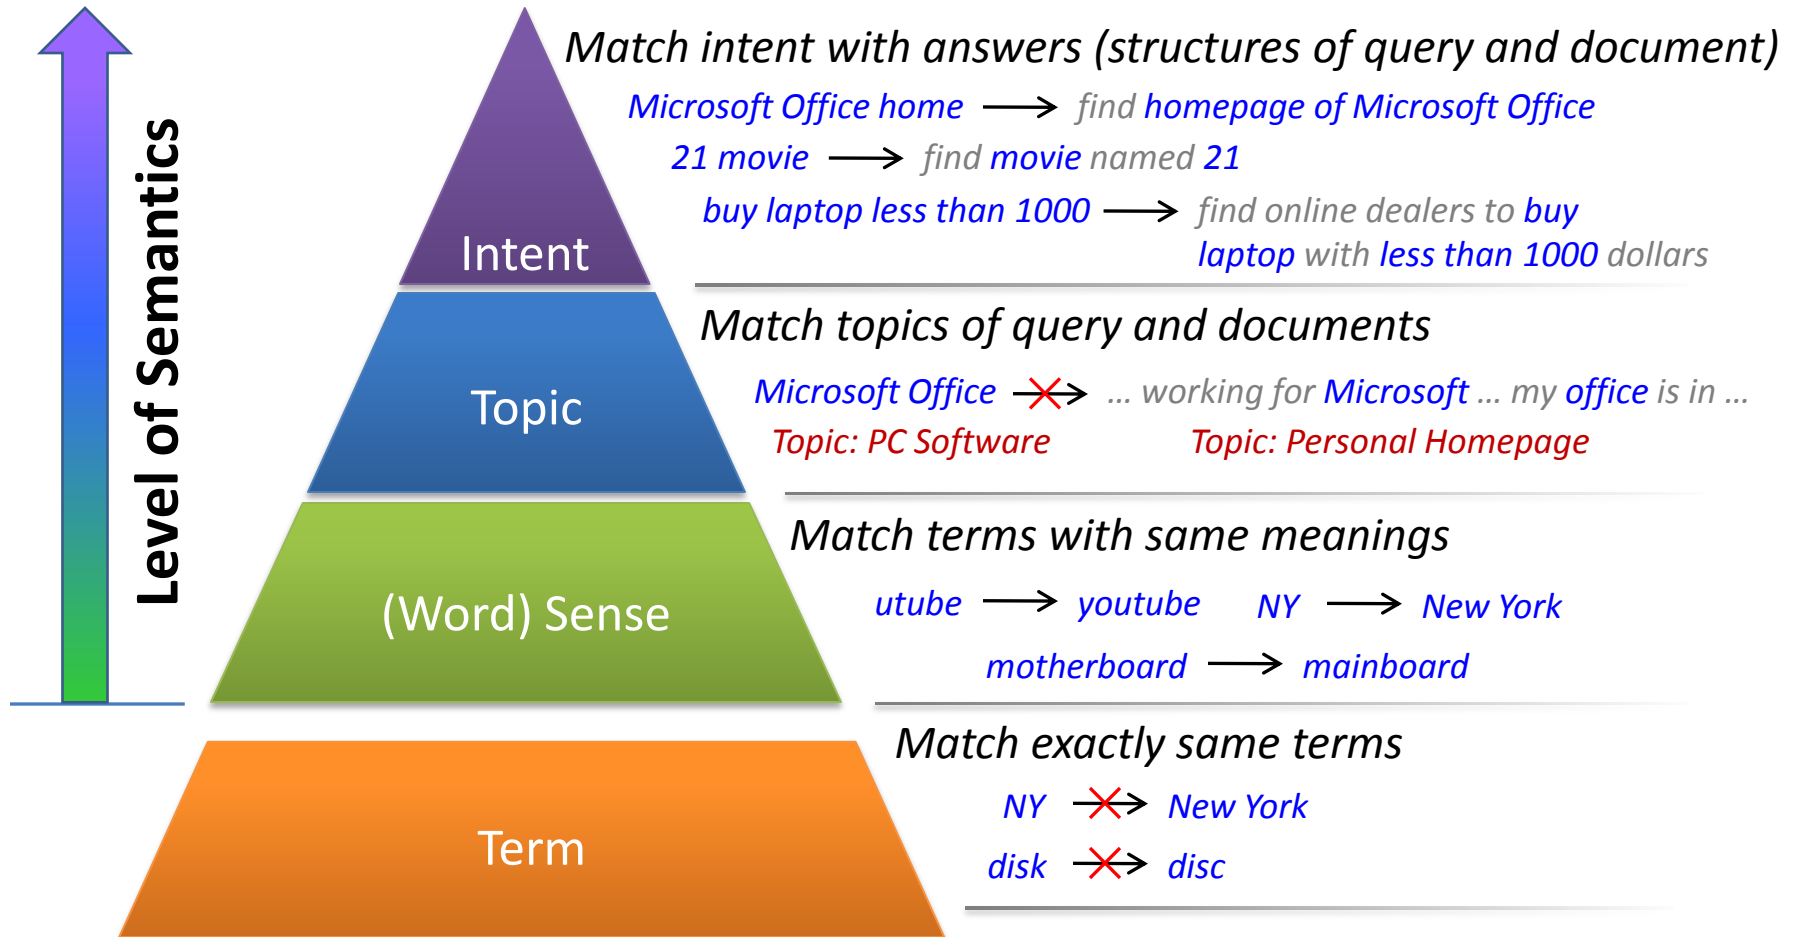 Level of Semantics
Match intent with answers (structures of query and document)
Microsoft Office home find homepage of Microsoft Office
21 movie find movie named 21
buy laptop less than 1000 find online dealers to buy
laptop with less than 1000 dollars
Intent
Match topics of query and documents
Microsoft Office ... working for Microsoft ... my office is in ...
Topic: PC Software Topic: Personal Homepage
Topic
Match terms with same meanings
utube youtube NY New York
motherboard mainboard
(Word) Sense
Match exactly same terms
NY New York
disk disc
Term